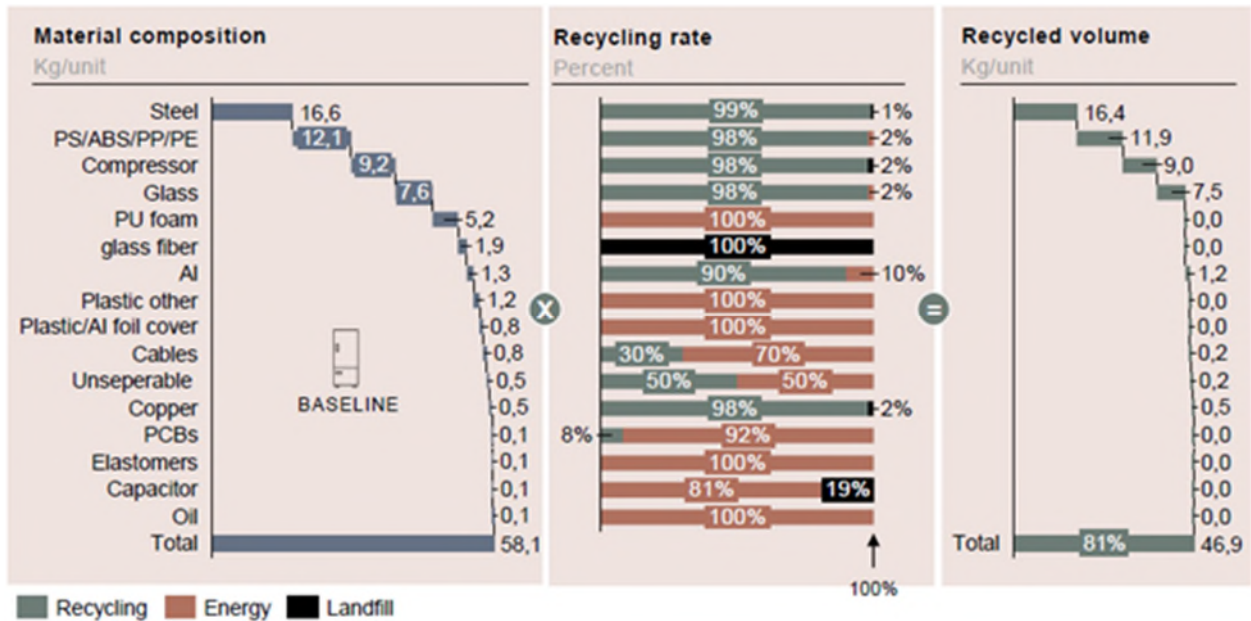 Material composition
Kg/unit
Recycling rate
Percent
Recycled volume
Kg/unit
Steel 16,6 99% 1% 16,4
PS/ABS/PP/PE 12,1 98% 2% 11,9
Compressor 9,2 98% 2% 9,0
Glass 7,6 98% 2% 7,5
PU foam 5,2 100% 0,0
glass fiber 1,9 100% 0,0
Al 1,3 90% 10% 1,2
Plastic other 1,2 100% 0,0
X =
Plastic/Al foil cover 0,8 100% 0,0
Cables 0,8 30% 70% 0,2
Unseperable 0,5 50% 50% 0,2
BASELINE
Copper 0,5 98% 2% 0,5
PCBs 0,1 8% 92% 0,0
Elastomers 0,1 100% 0,0
Capacitor 0,1 81% 19% 0,0
Oil 0,1 100% 0,0
Total 58,1 Total 81% 46,9
100%
Recycling Energy Landfill